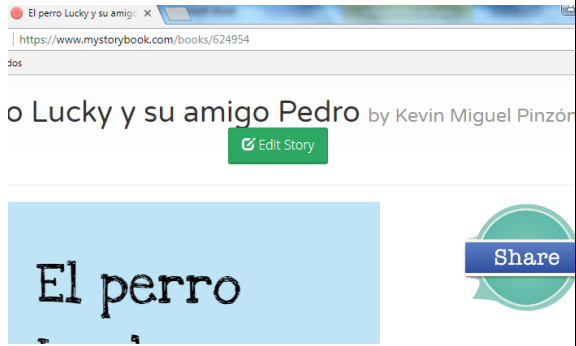 El perro Lucky y su amigo
https://www.mystorybook.com/books/624954
dos
o Lucky y su amigo Pedro by Kevin Miguel Pinzón
Edit Story
El perro
Share